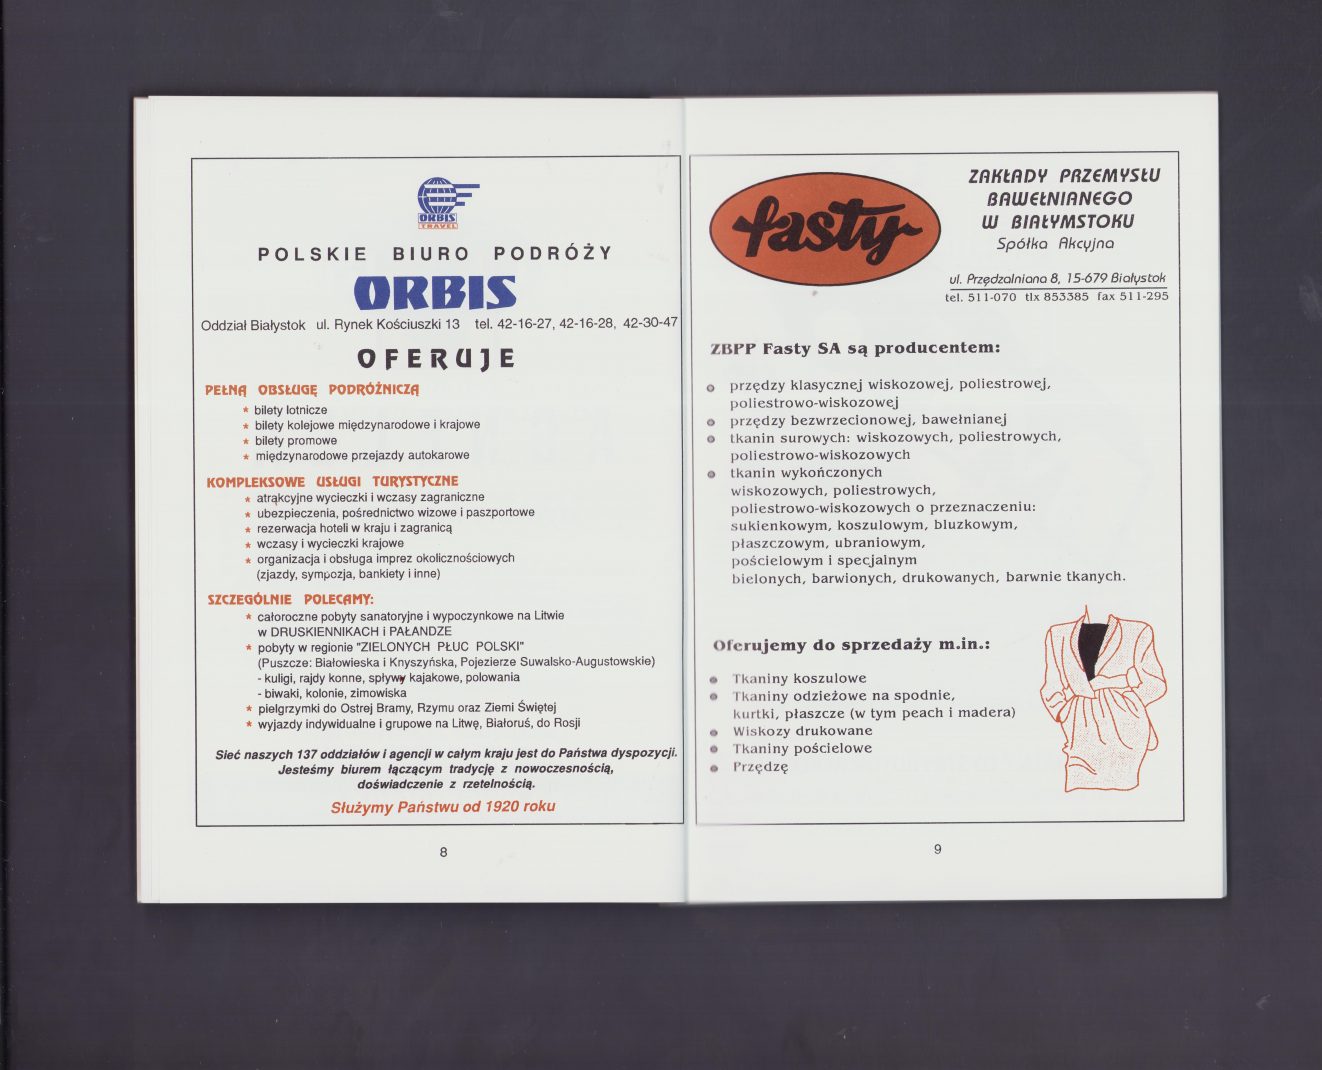 ORBIS
TRAVEL
POLSKIE BIURO PODRÓŻY
ORBIS
Oddział Białystok ul. Rynek Kościuszki 13 tel. 42-16-27, 42-16-28, 42-30-47
OFERUJE
PEŁNĄ OBSŁUGĘ PODRÓŻNICZĄ
* bilety lotnicze
* bilety kolejowe międzynarodowe i krajowe
* bilety promowe
* międzynarodowe przejazdy autokarowe
KOMPLEKSOWE USŁUGI TURYSTYCZNE
* atrąkcyjne wycieczki i wczasy zagraniczne
* ubezpieczenia, pośrednictwo wizowe i paszportowe
* rezerwacja hoteli w kraju i zagranicą
* wczasy i wycieczki krajowe
* organizacja i obsługa imprez okolicznościowych
(zjazdy, sympozja, bankiety i inne)
SZCZEGÓLNIE POLECAMY:
* całoroczne pobyty sanatoryjne i wypoczynkowe na Litwie
w DRUSKIENNIKACH i PAŁANDZE
* pobyty w regionie "ZIELONYCH PŁUC POLSKI"
(Puszcze: Białowieska i Knyszyńska, Pojezierze Suwalsko-Augustowskie)
- kuligi, rajdy konne, spływy kajakowe, polowania
- biwaki, kolonie, zimowiska
* pielgrzymki do Ostrej Bramy, Rzymu oraz Ziemi Świętej
* wyjazdy indywidualne i grupowe na Litwę, Białoruś, do Rosji
Sieć naszych 137 oddziałów i agencji w całym kraju jest do Państwa dyspozycji.
Jesteśmy biurem łączącym tradycję z nowoczesnością,
doświadczenie z rzetelnością.
Służymy Państwu od 1920 roku
8
fasty
ZAKŁADY PRZEMYSŁU
BAWEŁNIANEGO
W BIAŁYMSTOKU
Spółka Akcyjna
ul. Przędzalniana 8, 15-679 Białystok
tel. 511-070 tlx 853385 fax 511-295
ZBPP Fasty SA są producentem:
przędzy klasycznej wiskozowej, poliestrowej,
poliestrowo-wiskozowej
przędzy bezwrzecionowej, bawełnianej
tkanin surowych: wiskozowych, poliestrowych,
poliestrowo-wiskozowych
tkanin wykończonych
wiskozowych, poliestrowych,
poliestrowo-wiskozowych o przeznaczeniu:
sukienkowym, koszulowym, bluzkowym,
płaszczowym, ubraniowym,
pościelowym i specjalnym
bielonych, barwionych, drukowanych, barwnie tkanych.
Oferujemy do sprzedaży m.in.:
Tkaniny koszulowe
Tkaniny odzieżowe na spodnie,
kurtki, płaszcze (w tym peach i madera)
Wiskozy drukowane
Tkaniny pościelowe
Przędzę
9